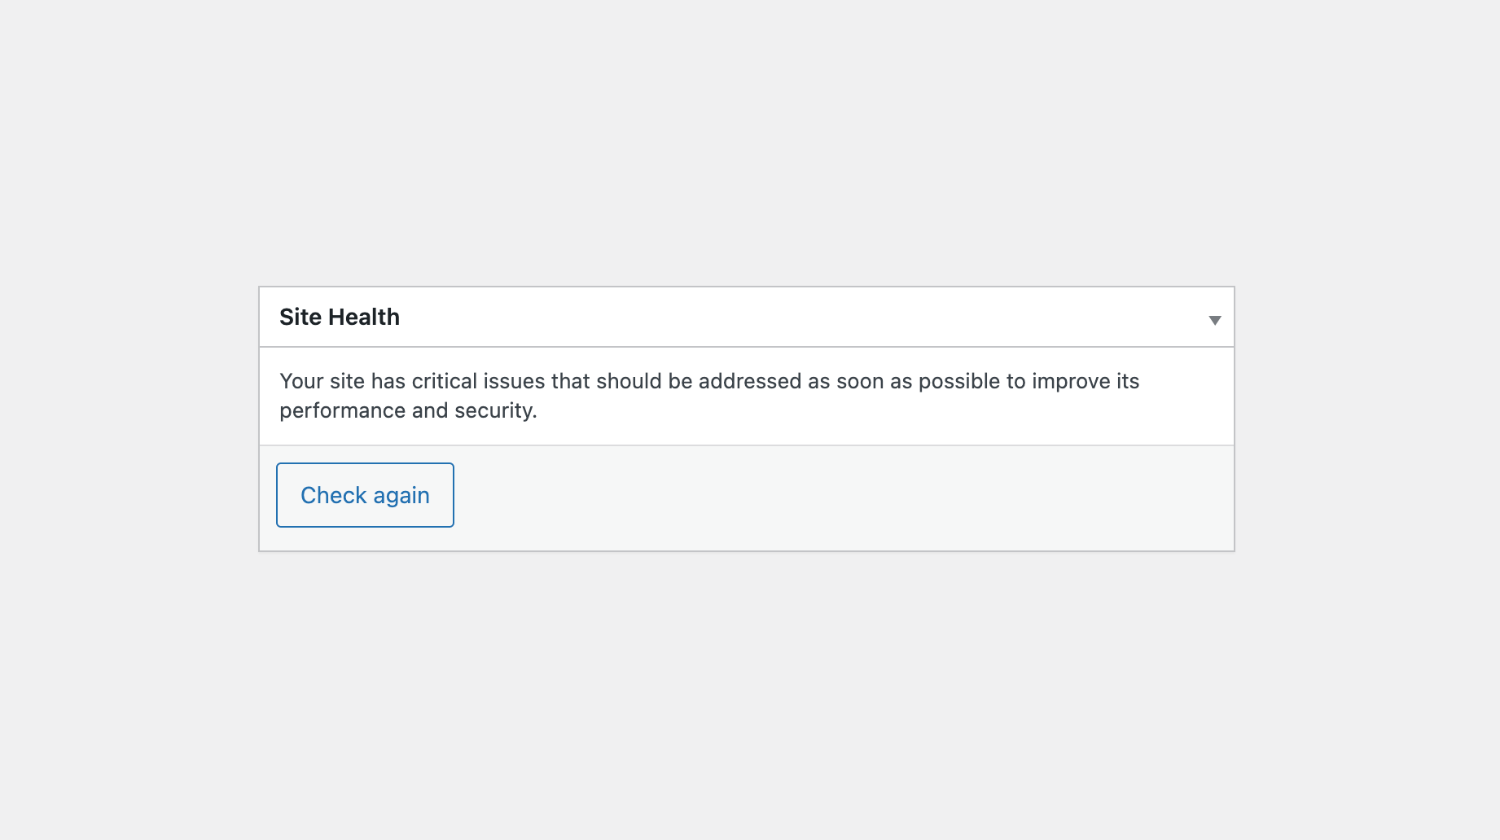 Site Health
Your site has critical issues that should be addressed as soon as possible to improve its
performance and security.
Check again